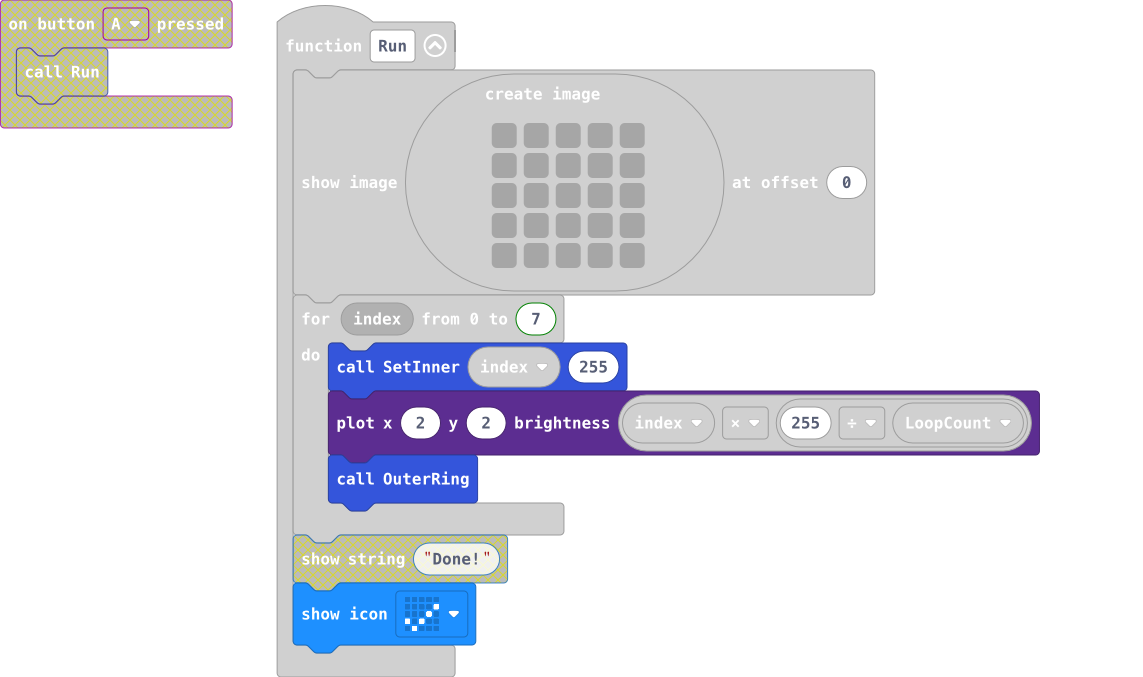 on button A pressed
call Run
function Run
create image
show image at offset 0
for index from 0 to 7
do
call SetInner index 255
plot x 2 y 2 brightness index × 255 ÷ LoopCount
call OuterRing
show string "Done!"
show icon